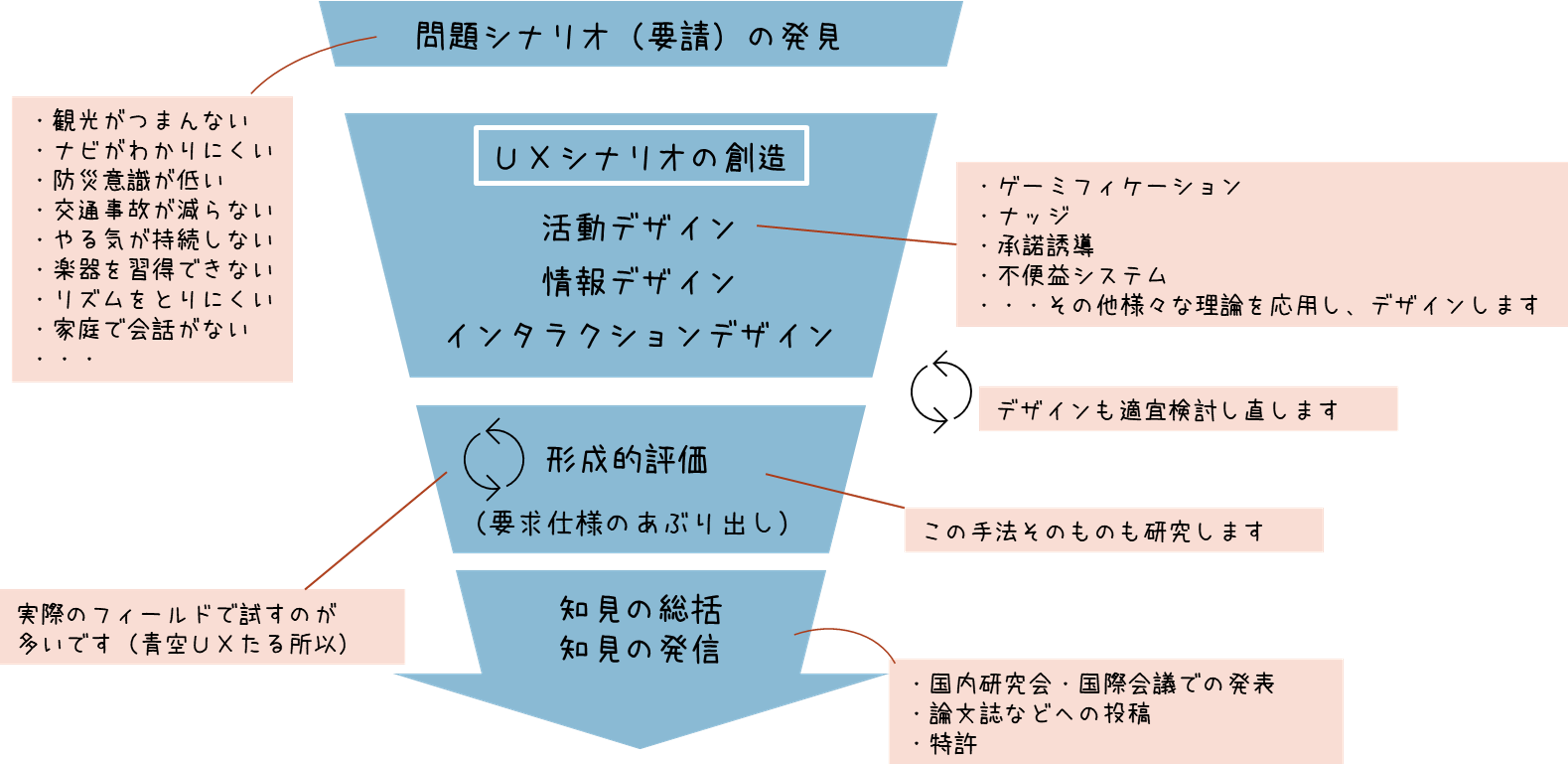 問題シナリオ（要請）の発見
・観光がつまんない
・ナビがわかりにくい
・防災意識が低い
・交通事故が減らない
・やる気が持続しない
・楽器を習得できない
・リズムをとりにくい
・家庭で会話がない
・・・
UXシナリオの創造
活動デザイン
情報デザイン
インタラクションデザイン
・ゲーミフィケーション
・ナッジ
・承諾誘導
・不便益システム
・・・その他様々な理論を応用し、デザインします
デザインも適宜検討し直します
形成的評価
（要求仕様のあぶり出し）
この手法そのものも研究します
実際のフィールドで試すのが
多いです（青空UXたる所以）
知見の総括
知見の発信
・国内研究会・国際会議での発表
・論文誌などへの投稿
・特許